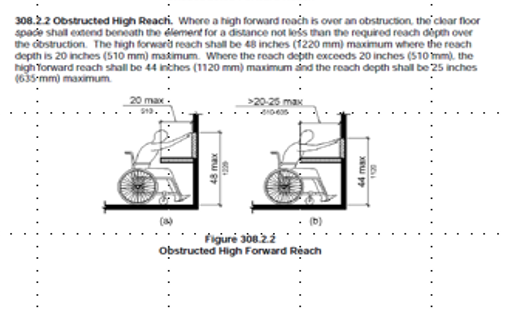 308.2.2 Obstructed High Reach. Where a high forward reach is over an obstruction, the clear floor
space shall extend beneath the element for a distance not less than the required reach depth over
the obstruction. The high forward reach shall be 48 inches (1220 mm) maximum where the reach
depth is 20 inches (510 mm) maximum. Where the reach depth exceeds 20 inches (510 mm), the
high forward reach shall be 44 inches (1120 mm) maximum and the reach depth shall be 25 inches
(635 mm) maximum.
20 max >20-25 max
510 510-635
48 max
1220
44 max
1120
(a) (b)
Figure 308.2.2
Obstructed High Forward Reach